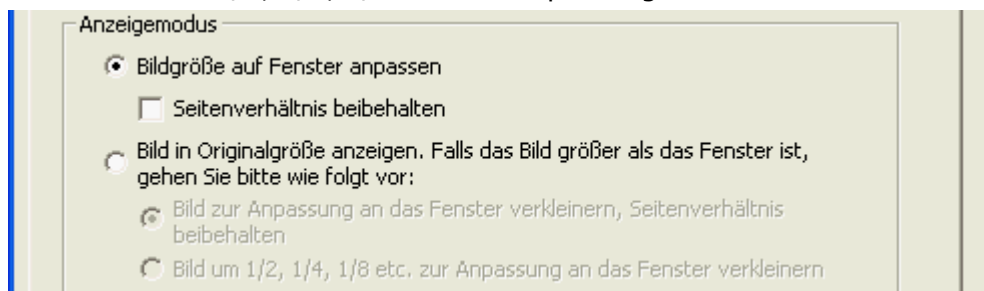 Anzeigemodus
Bildgröße auf Fenster anpassen
Seitenverhältnis beibehalten
Bild in Originalgröße anzeigen. Falls das Bild größer als das Fenster ist,
gehen Sie bitte wie folgt vor:
Bild zur Anpassung an das Fenster verkleinern, Seitenverhältnis
beibehalten
Bild um 1/2, 1/4, 1/8 etc. zur Anpassung an das Fenster verkleinern